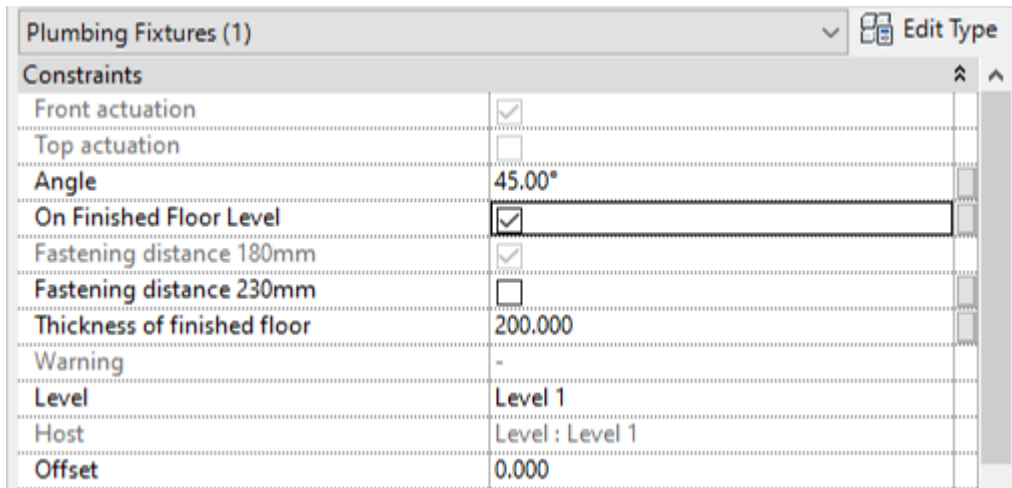 Plumbing Fixtures (1) Edit Type
Constraints
Front actuation
Top actuation
Angle 45.00°
On Finished Floor Level
Fastening distance 180mm
Fastening distance 230mm
Thickness of finished floor 200.000
Warning -
Level Level 1
Host Level : Level 1
Offset 0.000